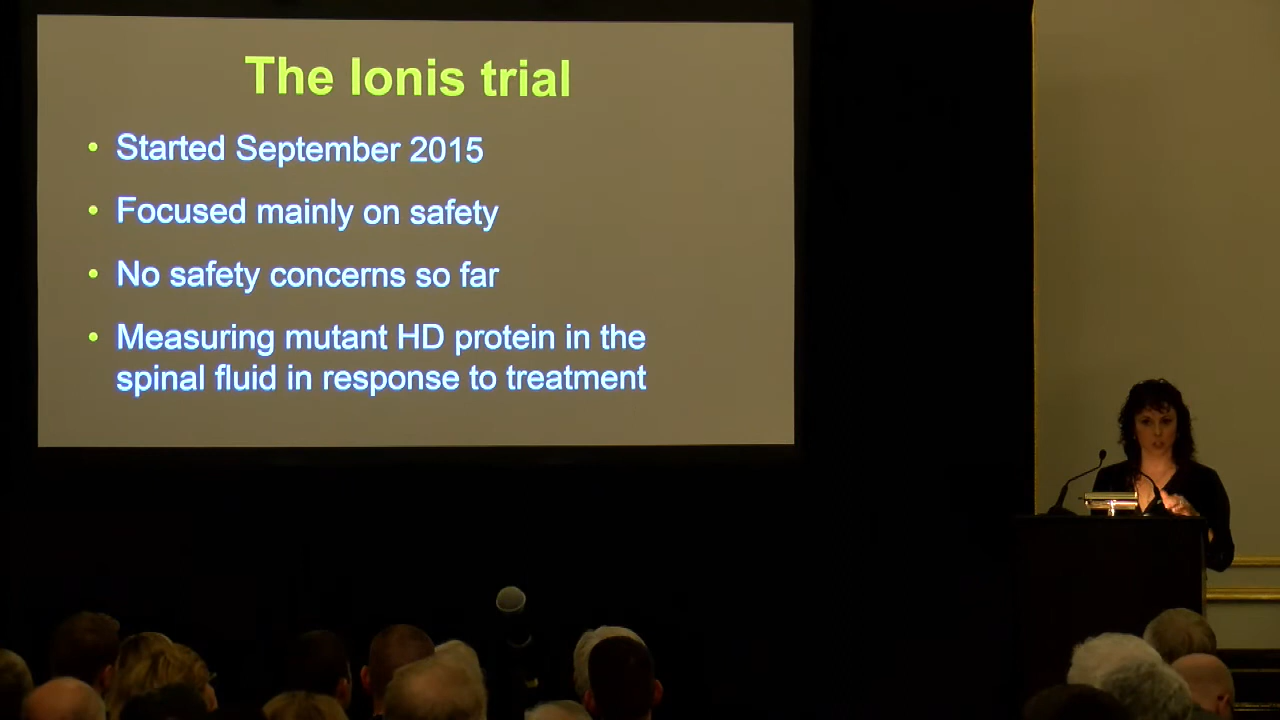 The Ionis trial
• Started September 2015
• Focused mainly on safety
• No safety concerns so far
• Measuring mutant HD protein in the
spinal fluid in response to treatment